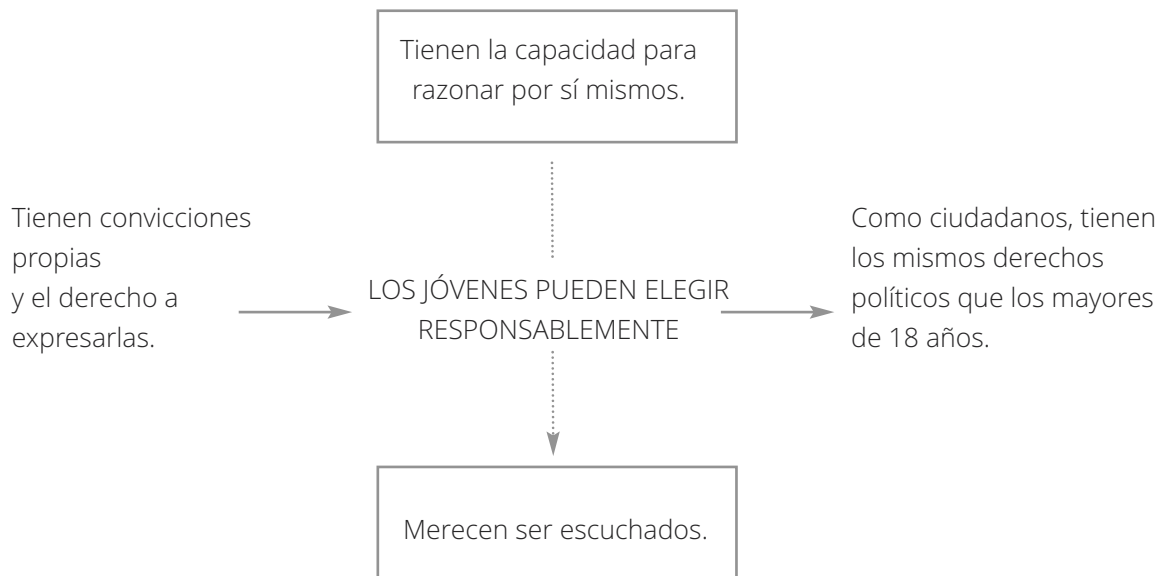 Tienen la capacidad para
razonar por sí mismos.
Tienen convicciones
propias
y el derecho a
expresarlas.
LOS JÓVENES PUEDEN ELEGIR
RESPONSABLEMENTE
Como ciudadanos, tienen
los mismos derechos
políticos que los mayores
de 18 años.
Merecen ser escuchados.